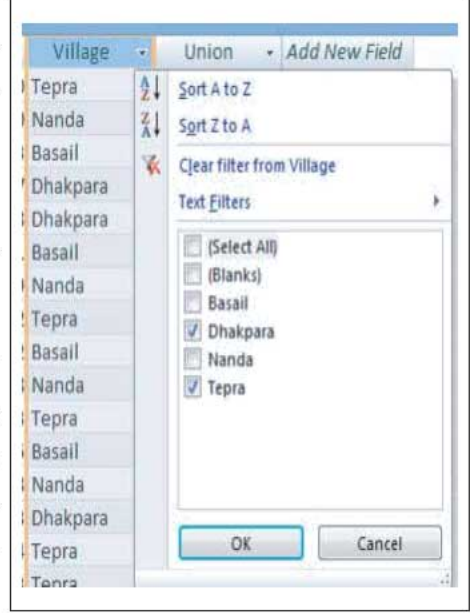 Village Union Add New Field
Tepra
Nanda
Basail
Dhakpara
Dhakpara
Basail
Nanda
Tepra
Basail
Nanda
Tepra
Basail
Nanda
Dhakpara
Tepra
Tepra
Sort A to Z
Sort Z to A
Clear filter from Village
Text Filters
(Select All)
(Blanks)
Basail
Dhakpara
Nanda
Tepra
OK Cancel